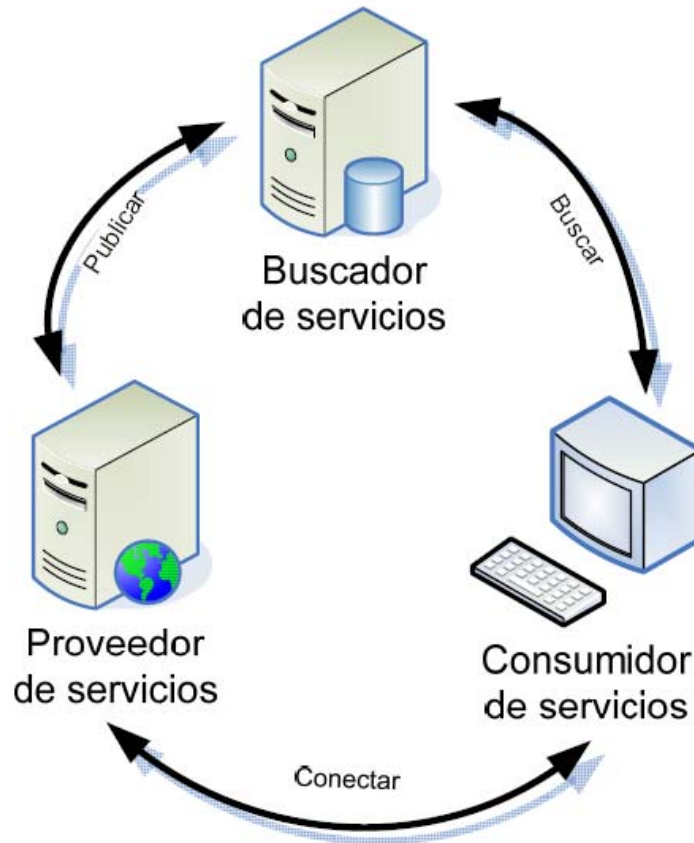 Publicar
Buscar
Buscador
de servicios
Proveedor
de servicios
Consumidor
de servicios
Conectar